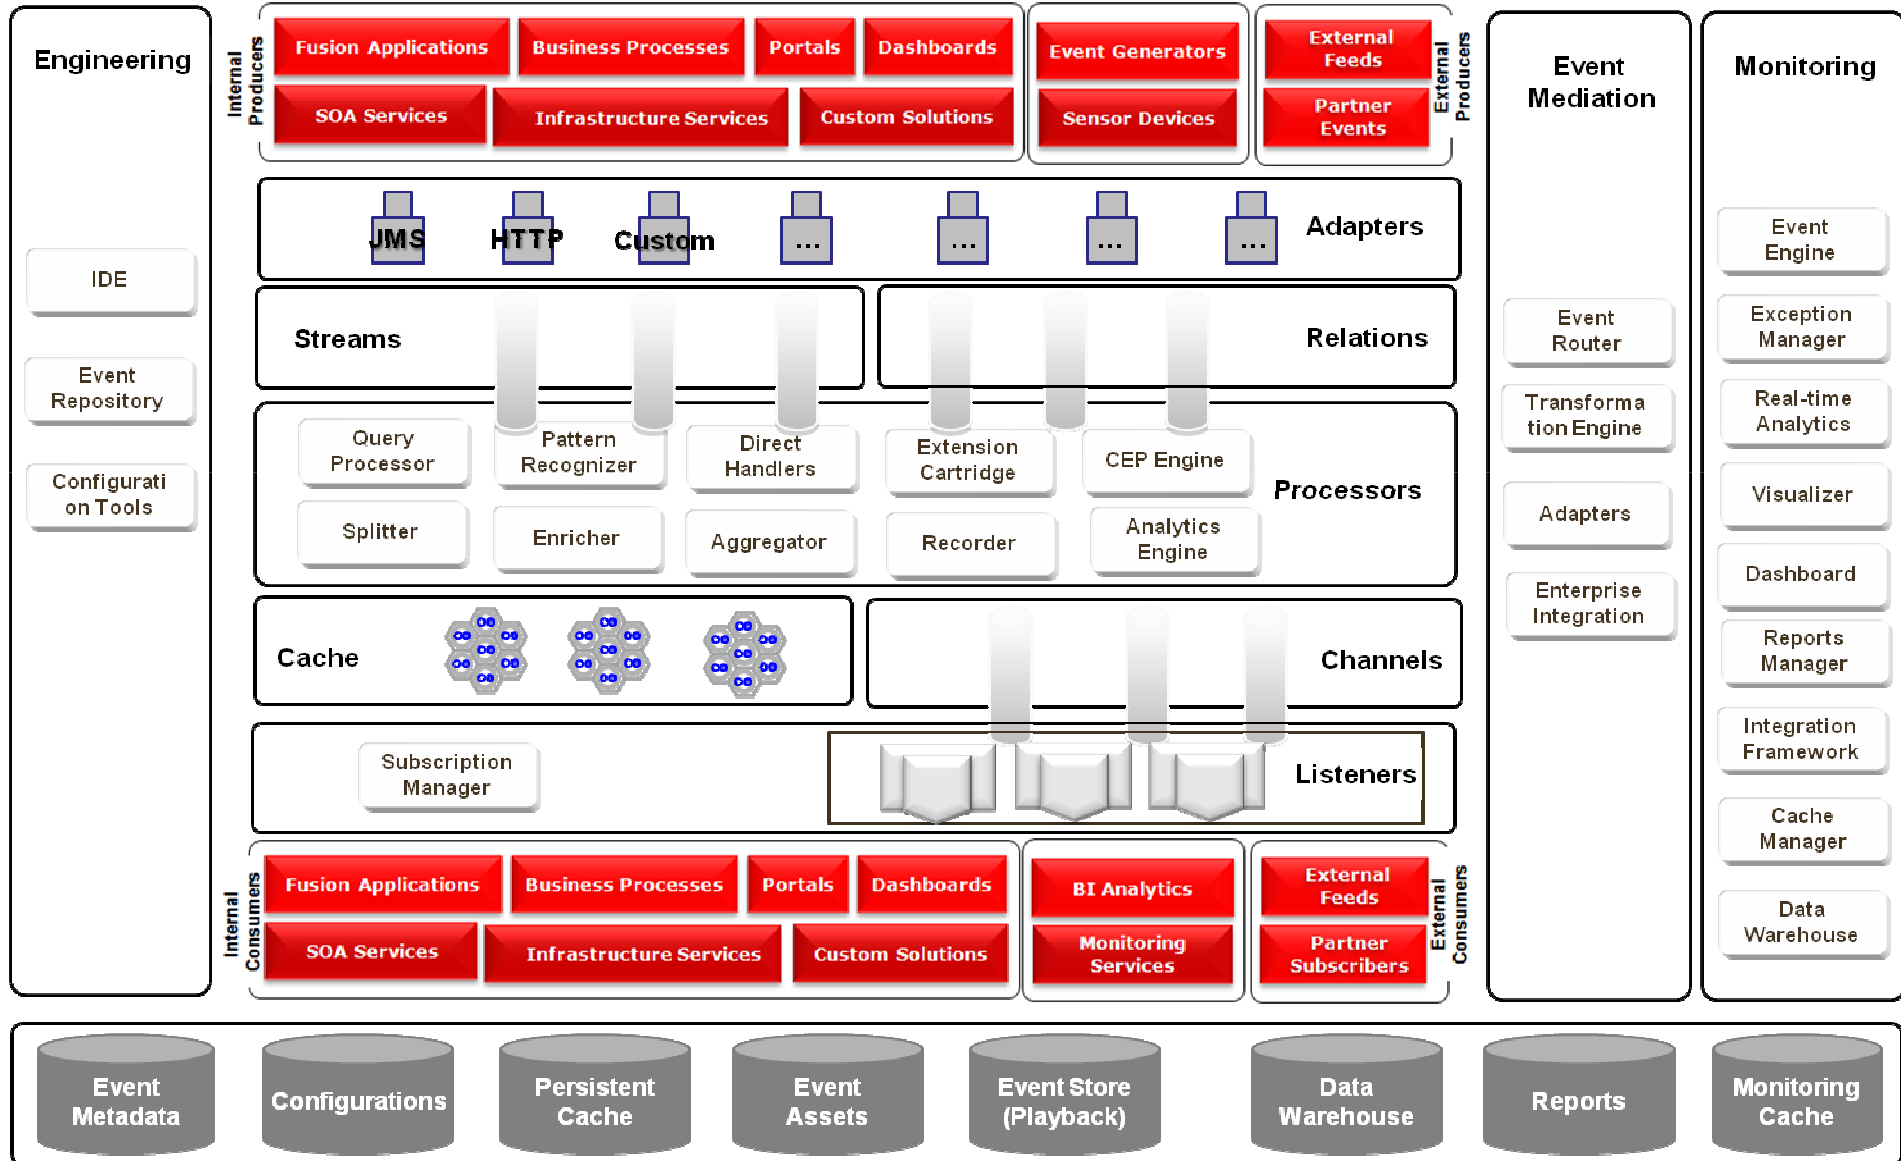 Engineering
IDE
Event
Repository
Configurati
on Tools
Internal
Producers
Fusion Applications
Business Processes
Portals
Dashboards
SOA Services
Infrastructure Services
Custom Solutions
Event Generators
Sensor Devices
External
Feeds
Partner
Events
External
Producers
JMS
HTTP
Custom
...
...
...
...
Adapters
Streams
Relations
Query
Processor
Pattern
Recognizer
Direct
Handlers
Extension
Cartridge
CEP Engine
Processors
Splitter
Enricher
Aggregator
Recorder
Analytics
Engine
Cache
Channels
Subscription
Manager
Listeners
Internal
Consumers
Fusion Applications
Business Processes
Portals
Dashboards
SOA Services
Infrastructure Services
Custom Solutions
BI Analytics
Monitoring
Services
External
Feeds
Partner
Subscribers
External
Consumers
Event
Mediation
Event
Router
Transforma
tion Engine
Adapters
Enterprise
Integration
Monitoring
Event
Engine
Exception
Manager
Real-time
Analytics
Visualizer
Dashboard
Reports
Manager
Integration
Framework
Cache
Manager
Data
Warehouse
Event
Metadata
Configurations
Persistent
Cache
Event
Assets
Event Store
(Playback)
Data
Warehouse
Reports
Monitoring
Cache